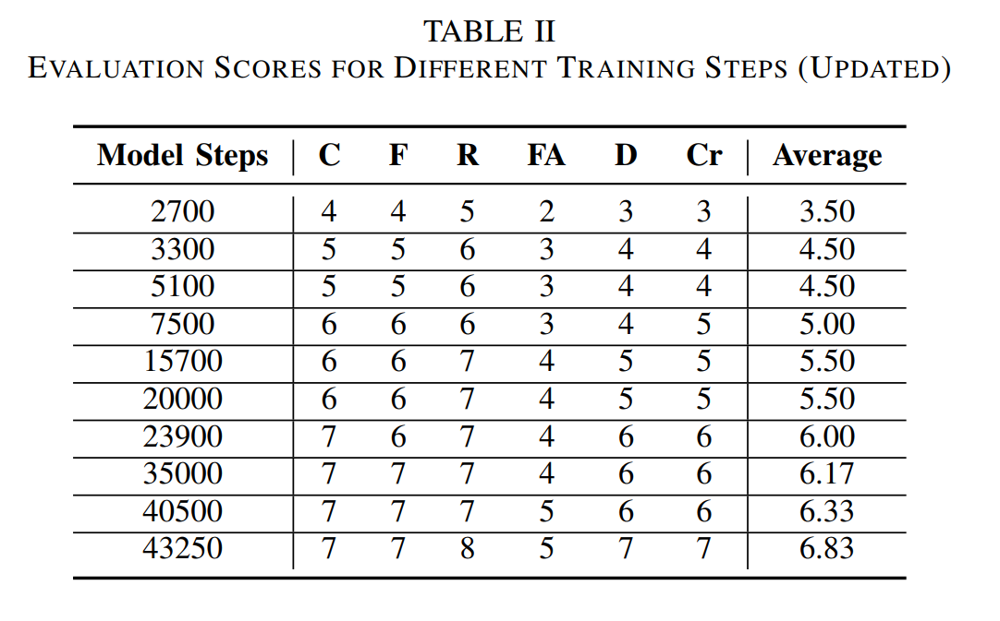 TABLE II
EVALUATION SCORES FOR DIFFERENT TRAINING STEPS (UPDATED)
Model Steps C F R FA D Cr Average
2700 4 4 5 2 3 3 3.50
3300 5 5 6 3 4 4 4.50
5100 5 5 6 3 4 4 4.50
7500 6 6 6 3 4 5 5.00
15700 6 6 7 4 5 5 5.50
20000 6 6 7 4 5 5 5.50
23900 7 6 7 4 6 6 6.00
35000 7 7 7 4 6 6 6.17
40500 7 7 7 5 6 6 6.33
43250 7 7 8 5 7 7 6.83